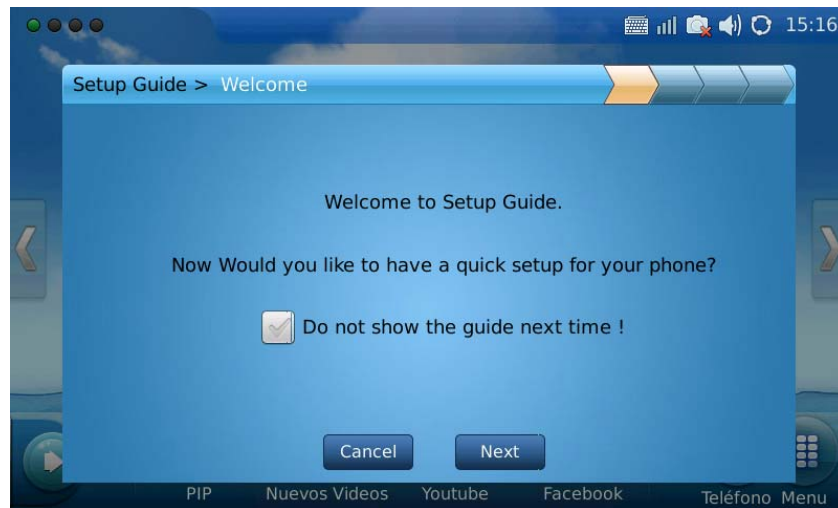 15:16
Setup Guide > Welcome
Welcome to Setup Guide.
Now Would you like to have a quick setup for your phone?
Do not show the guide next time !
Cancel Next
PIP Nuevos Videos Youtube Facebook Teléfono Menu